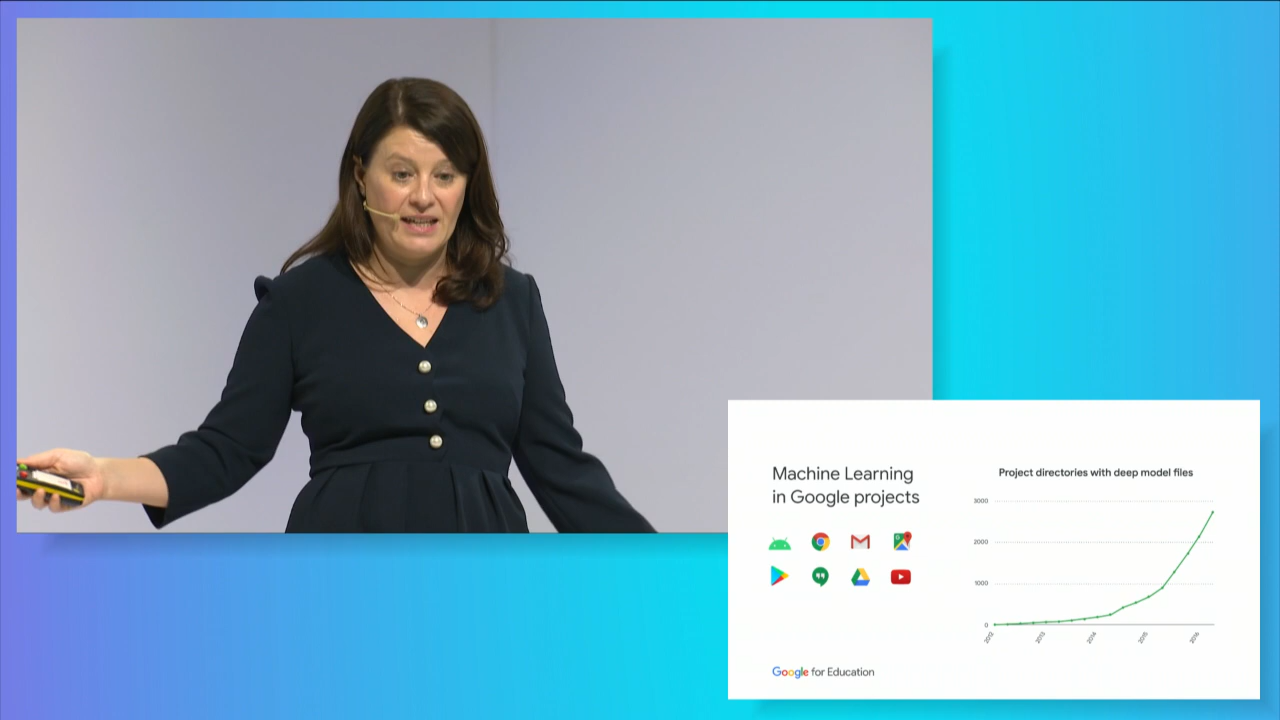 Machine Learning
in Google projects
Project directories with deep model files
3000
2000
1000
0
2012
2013
2014
2015
2016
Google for Education